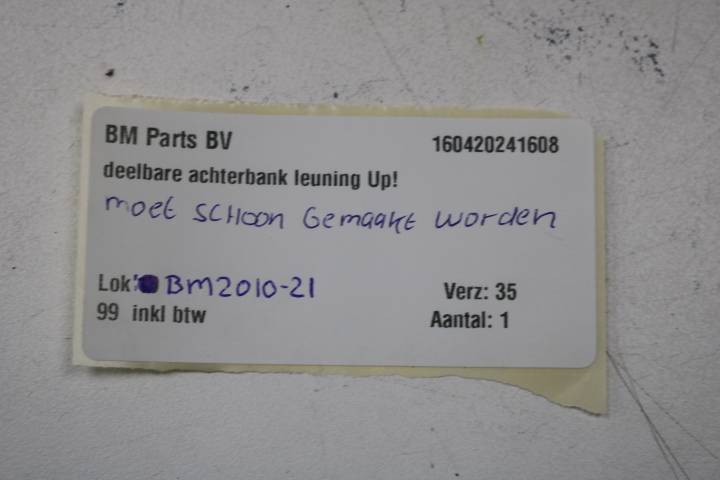 BM Parts BV 160420241608
deelbare achterbank leuning Up!
moet schoon Gemaakt worden
Lok: BM2010-21 Verz: 35
99 inkl btw Aantal: 1